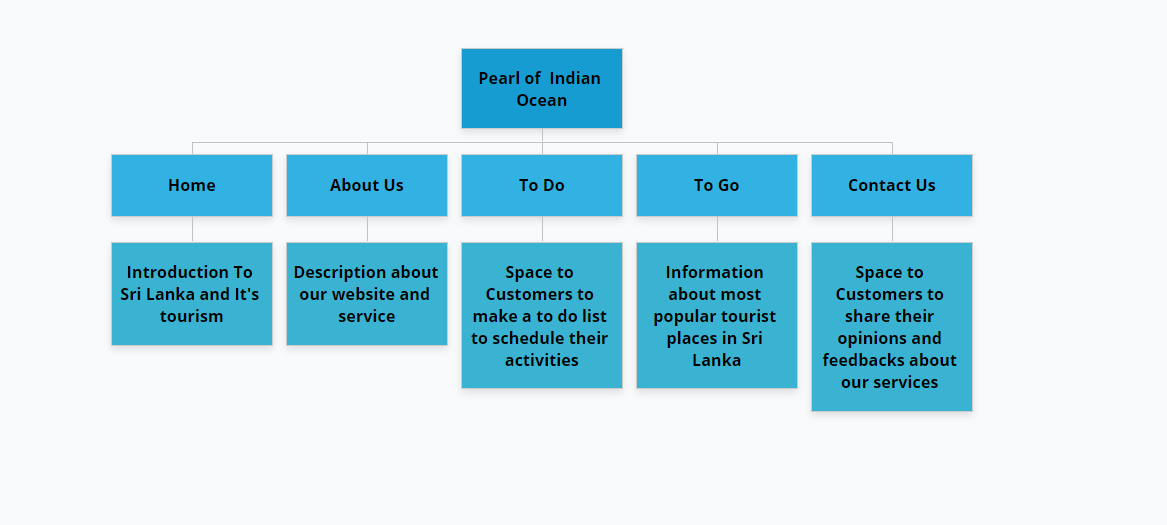 Pearl of  Indian
Ocean
Home
About Us
To Do
To Go
Contact Us
Introduction To
Sri Lanka and It's
tourism
Description about
our website and
service
Space to
Customers to
make a to do list
to schedule their
activities
Information
about most
popular tourist
places in Sri
Lanka
Space to
Customers to
share their
opinions and
feedbacks about
our services